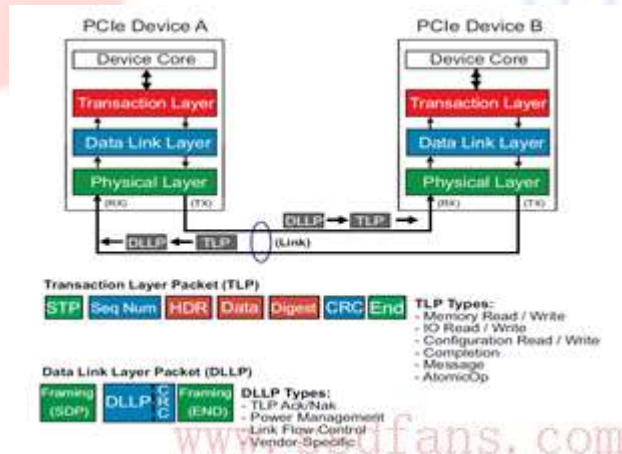 PCIe Device A
PCIe Device B
Device Core
Device Core
Transaction Layer
Transaction Layer
Data Link Layer
Data Link Layer
Physical Layer
Physical Layer
(RX) (TX)
(RX) (TX)
DLLP TLP
DLLP TLP (Link)
Transaction Layer Packet (TLP)
STP Seq Num HDR Data Digest CRC End
TLP Types:
- Memory Read / Write
- IO Read / Write
- Configuration Read / Write
- Completion
- Message
- AtomicOp
Data Link Layer Packet (DLLP)
Framing (SDP) DLLP CRC Framing (END)
DLLP Types:
- TLP Ack/Nak
- Power Management
- Link Flow Control
- Vendor-Specific
www.ssdfans.com